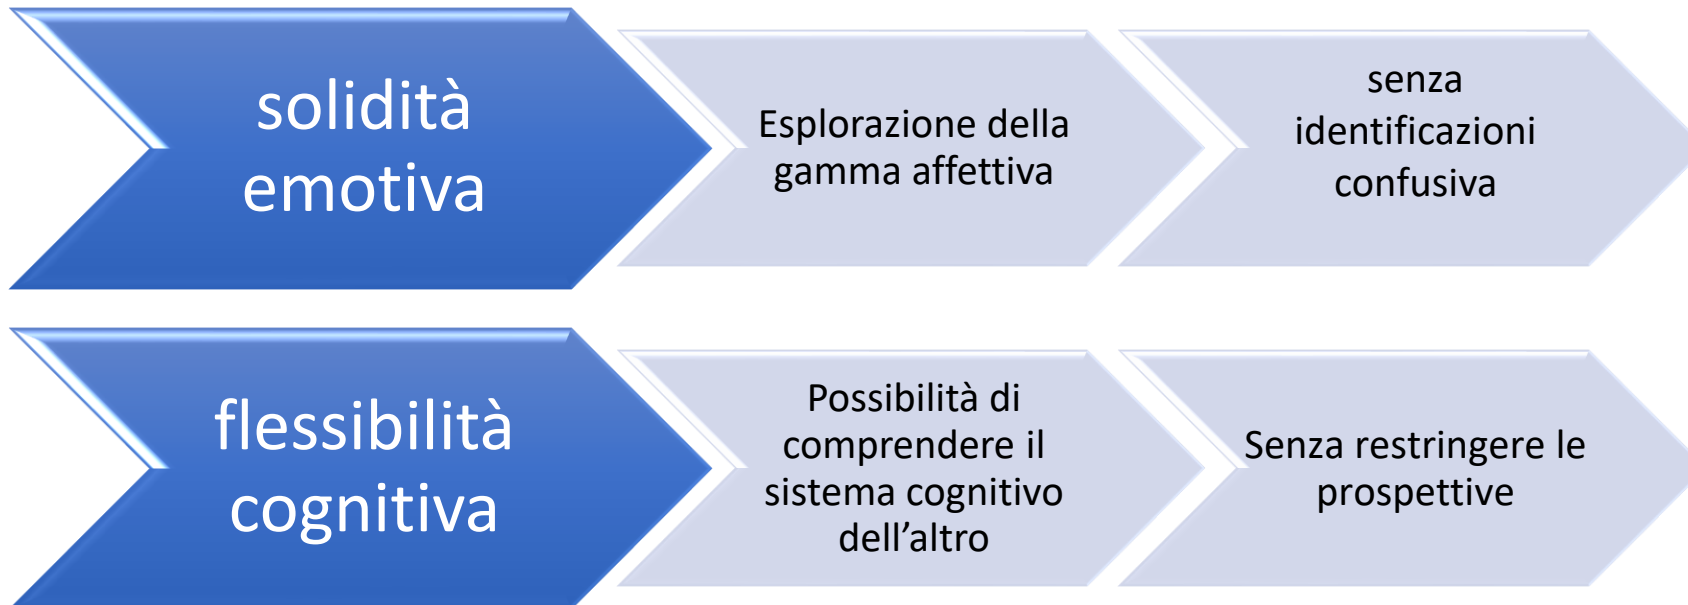 solidità
emotiva
Esplorazione della
gamma affettiva
senza
identificazioni
confusiva
flessibilità
cognitiva
Possibilità di
comprendere il
sistema cognitivo
dell’altro
Senza restringere le
prospettive